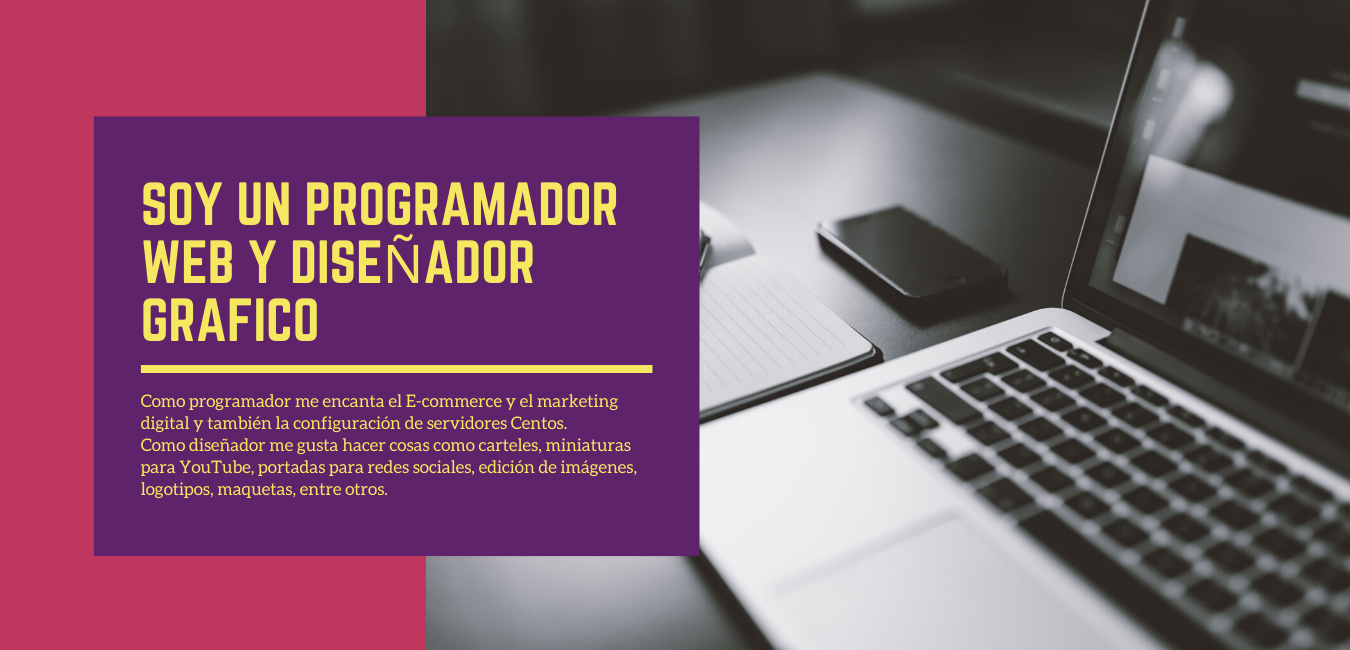 SOY UN PROGRAMADOR
WEB Y DISEÑADOR
GRAFICO
Como programador me encanta el E-commerce y el marketing
digital y también la configuración de servidores Centos.
Como diseñador me gusta hacer cosas como carteles, miniaturas
para YouTube, portadas para redes sociales, edición de imágenes,
logotipos, maquetas, entre otros.